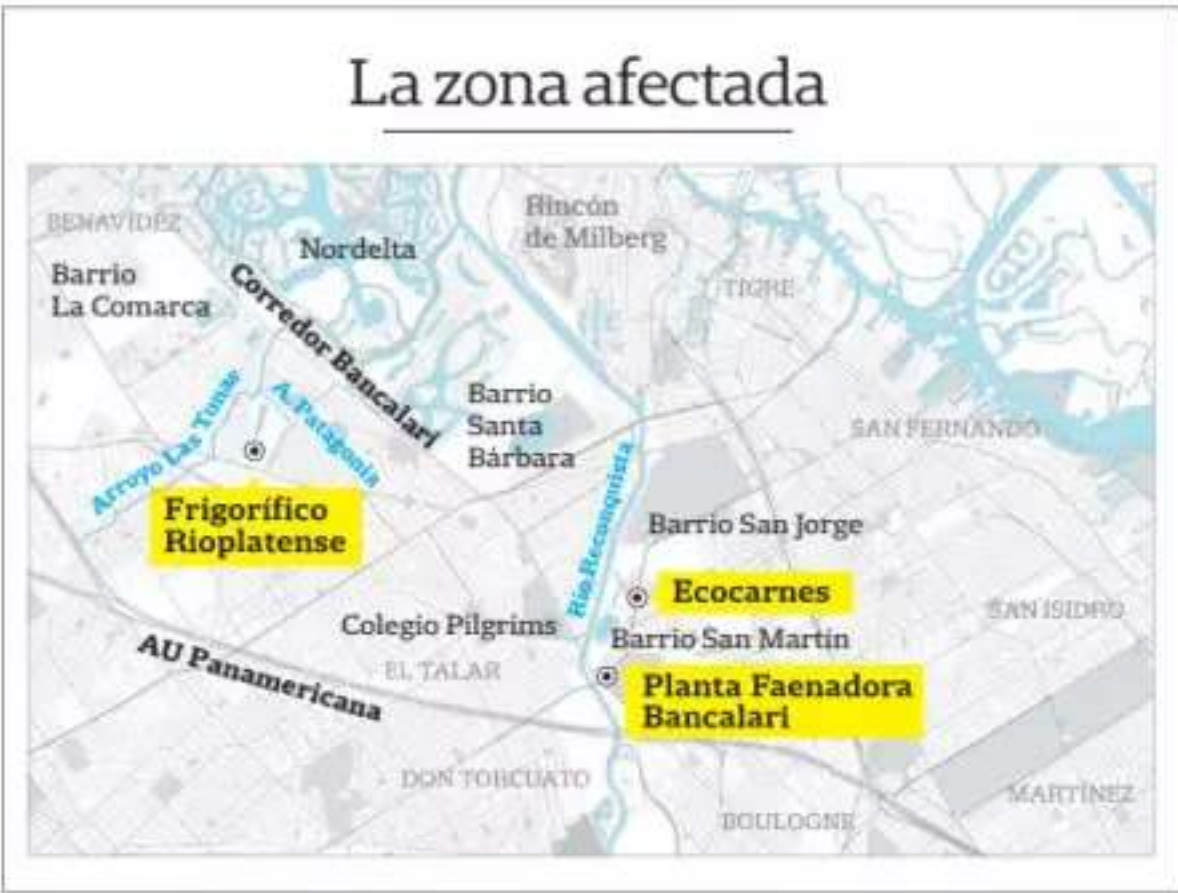 La zona afectada
BENAVIDEZ
Barrio
La Comarca
Nordelta
Corredor Bancalari
Rincón
de Milberg
TIGRE
Arroyo Las Tunas
A. Patagonia
Barrio
Santa
Bárbara
SAN FERNANDO
Frigorífico
Rioplatense
Río Reconquista
Barrio San Jorge
Ecocarnes
SAN ISIDRO
Colegio Pilgrims
Barrio San Martín
AU Panamericana
EL TALAR
Planta Faenadora
Bancalari
DON TORCUATO
BOULOGNE
MARTÍNEZ